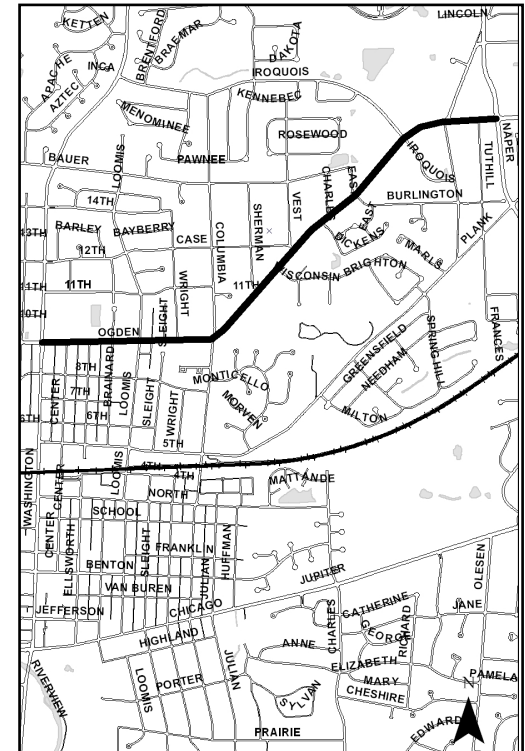 LINCOLN
KETTEN
BRENTFORD
BRAEMAR
DAKOTA
APACHE
INCA
IROQUOIS
AZTEC
KENNEBEC
MENOMINEE
ROSEWOOD
NAPER
IROQUOIS
TUTHILL
BAUER
LOOMIS
PAWNEE
CHARLES
EAST
BURLINGTON
14TH
VEST
SHERMAN
EAST
13TH
BARLEY
BAYBERRY
CASE
COLUMBIA
DICKENS
PLANK
12TH
MARLS
WISCONSIN
BRIGHTON
11TH
11TH
WRIGHT
11TH
10TH
OGDEN
SLEIGHT
FRANCES
GREENSFIELD
SPRING HILL
8TH
BRAINARD
NEEDHAM
7TH
LOOMIS
MONTICELLO
CENTER
SLEIGHT
WRIGHT
MORVEN
6TH
6TH
MILTON
5TH
WASHINGTON
CENTER
LOOMIS
4TH
4TH
MATTANDE
NORTH
SCHOOL
CENTER
ELLSWORTH
SLEIGHT
FRANKLIN
HUFFMAN
OLESEN
BENTON
JULIAN
JUPITER
VAN BUREN
JEFFERSON
CHICAGO
CATHERINE
JANE
CHARLES
GEORGE
RICHARD
HIGHLAND
ANNE
JULIAN
ELIZABETH
PAMELA
RIVERVIEW
LOOMIS
PORTER
MARY
N
SYLVAN
CHESHIRE
PRAIRIE
EDWARD